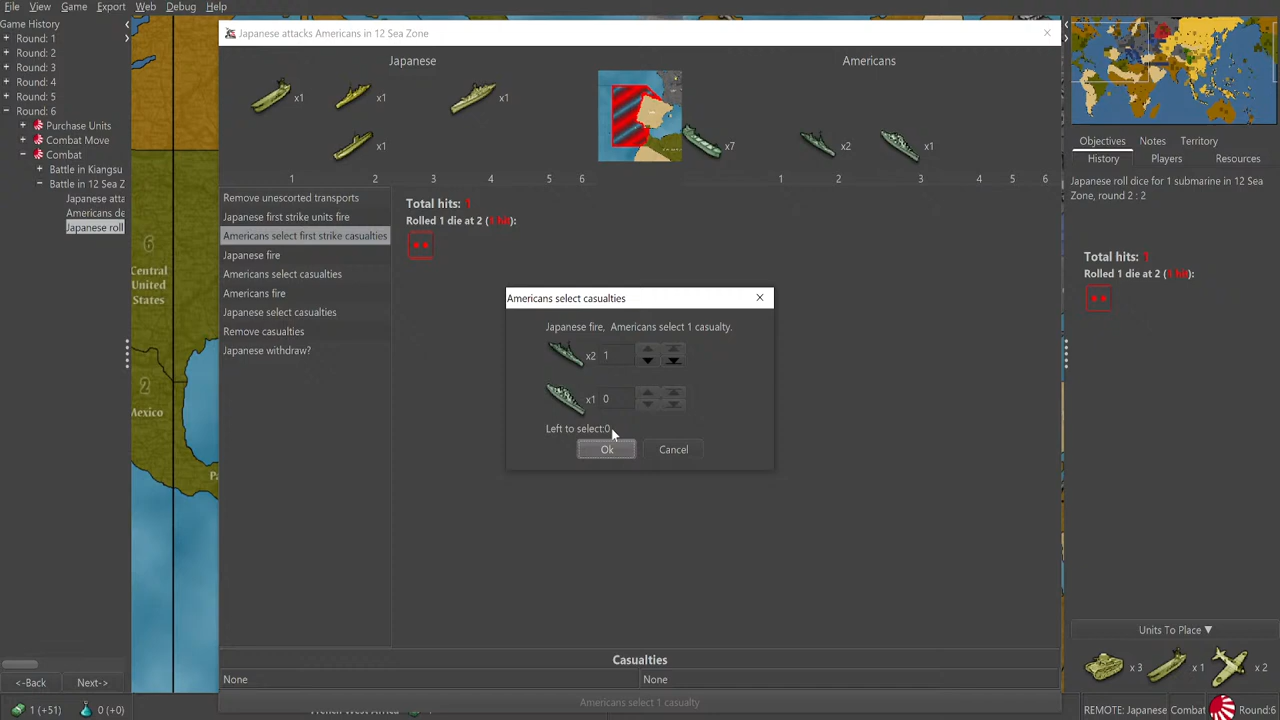 File View Game Export Web Debug Help
Game History
Round: 1
Round: 2
Round: 3
Round: 4
Round: 5
Round: 6
Purchase Units
Combat Move
Combat
Battle in Kiangsu
Battle in 12 Sea Z
Japanese atta
Americans de
Japanese roll
<-Back Next->
1 (+51) 0 (+0)
6
Central
United
States
2
Mexico
Japanese attacks Americans in 12 Sea Zone
Japanese Americans
x1 x1 x1
x1 x7 x2 x1
1 2 3 4 5 6 1 2 3 4 5 6
Remove unescorted transports
Japanese first strike units fire
Americans select first strike casualties
Japanese fire
Americans select casualties
Americans fire
Japanese select casualties
Remove casualties
Japanese withdraw?
Total hits: 1
Rolled 1 die at 2 (1 hit):
Americans select casualties
Japanese fire, Americans select 1 casualty.
x2 1
x1 0
Left to select:0
Ok Cancel
Casualties
None None
Americans select 1 casualty
Objectives Notes Territory
History Players Resources
Japanese roll dice for 1 submarine in 12 Sea
Zone, round 2 : 2
Total hits: 1
Rolled 1 die at 2 (1 hit):
Units To Place ▼
x 3 x 1 x 2
REMOTE: Japanese Combat Round:6